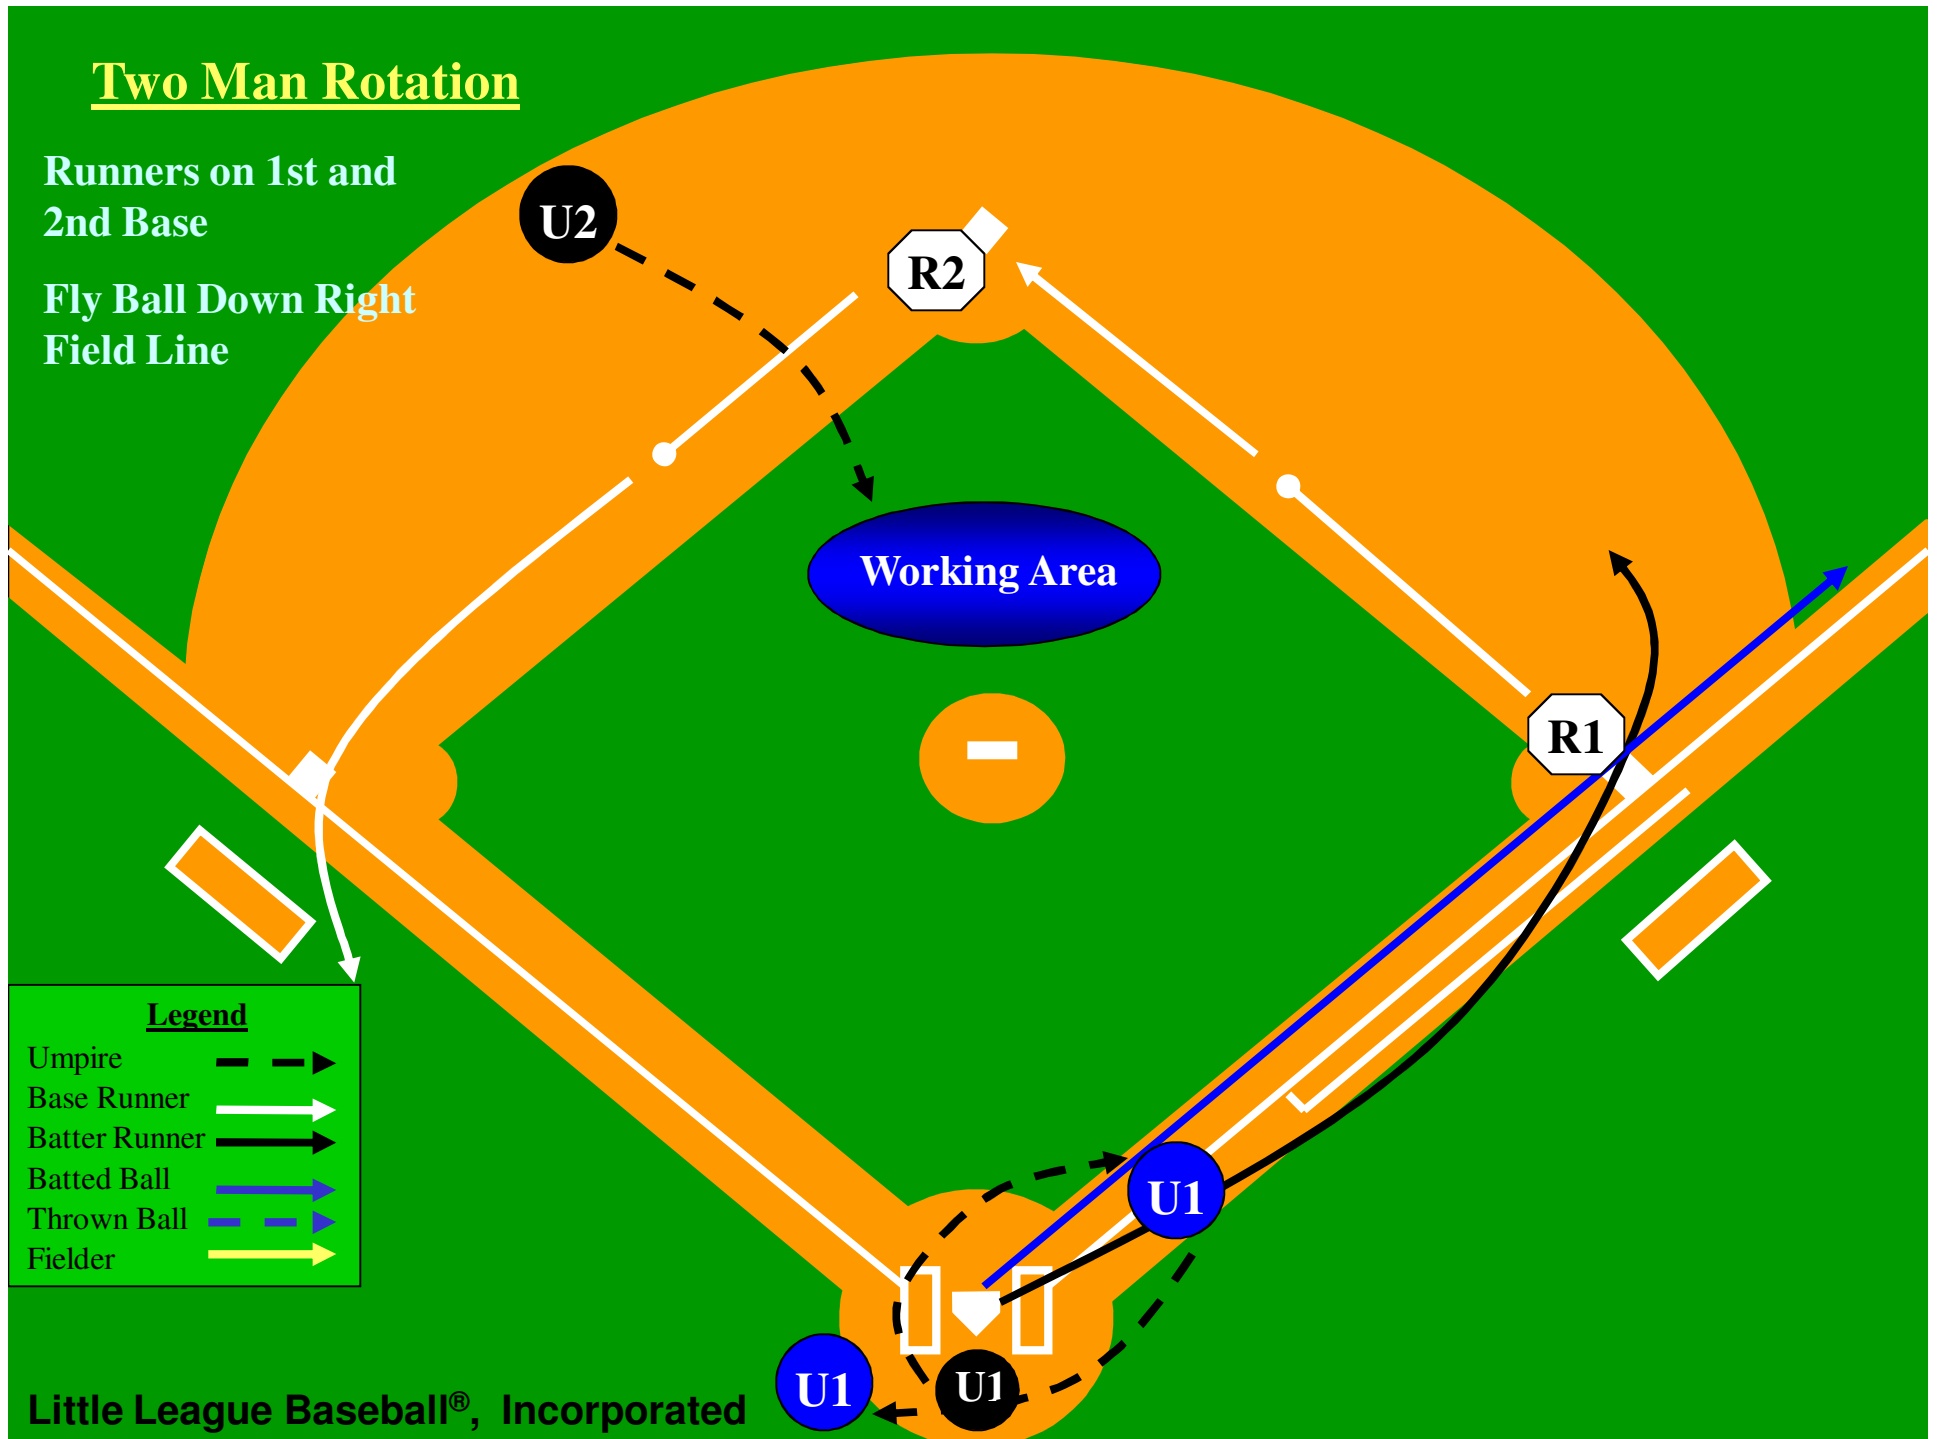 Two Man Rotation
Runners on 1st and
2nd Base
Fly Ball Down Right
Field Line
U2
R2
Working Area
R1
Legend
Umpire
Base Runner
Batter Runner
Batted Ball
Thrown Ball
Fielder
U1
U1
U1
Little League Baseball®, Incorporated